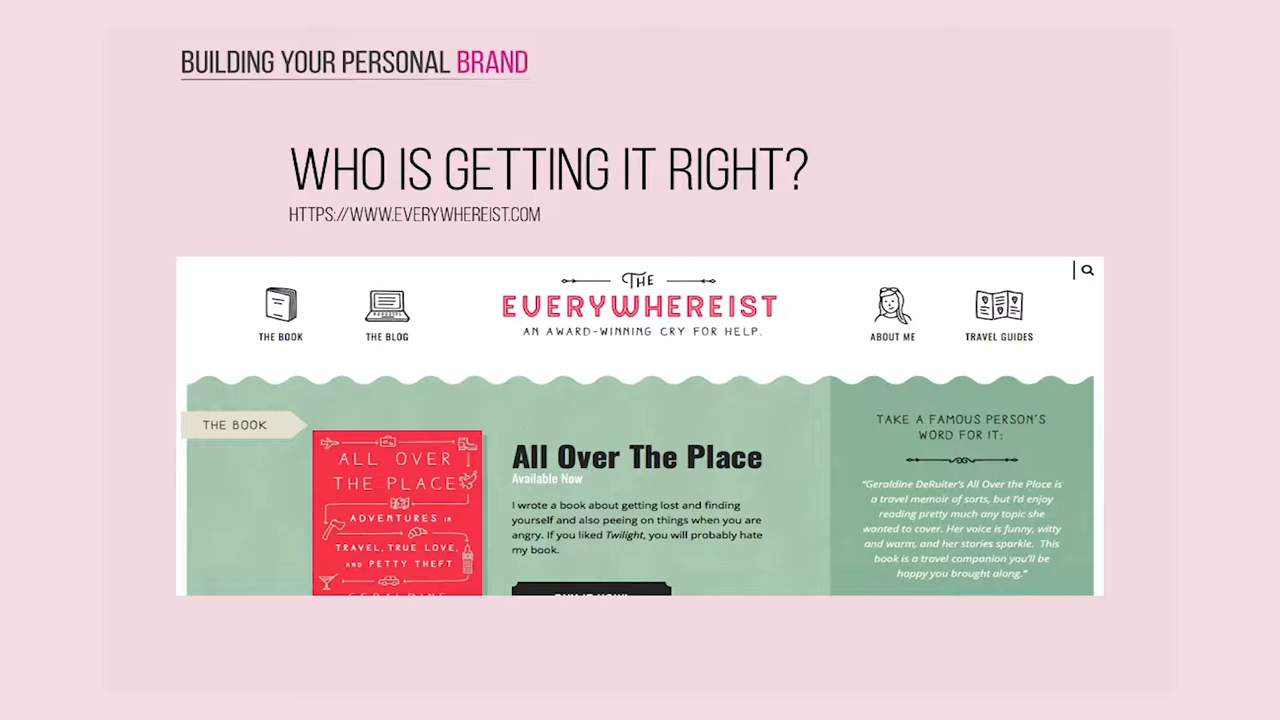 BUILDING YOUR PERSONAL BRAND
WHO IS GETTING IT RIGHT?
HTTPS://WWW.EVERYWHEREIST.COM
THE
EVERYWHEREIST
AN AWARD-WINNING CRY FOR HELP.
THE BOOK
THE BLOG
ABOUT ME
TRAVEL GUIDES
THE BOOK
ALL OVER
THE PLACE
ADVENTURES IN
TRAVEL, TRUE LOVE,
AND PETTY THEFT
All Over The Place
Available Now
I wrote a book about getting lost and finding
yourself and also peeing on things when you are
angry. If you liked Twilight, you will probably hate
my book.
TAKE A FAMOUS PERSON'S
WORD FOR IT:
“Geraldine DeRuiter’s All Over the Place is
a travel memoir of sorts, but I’d enjoy
reading pretty much any topic she
wanted to cover. Her voice is funny, witty
and warm, and her stories sparkle. This
book is a travel companion you’ll be
happy you brought along.”